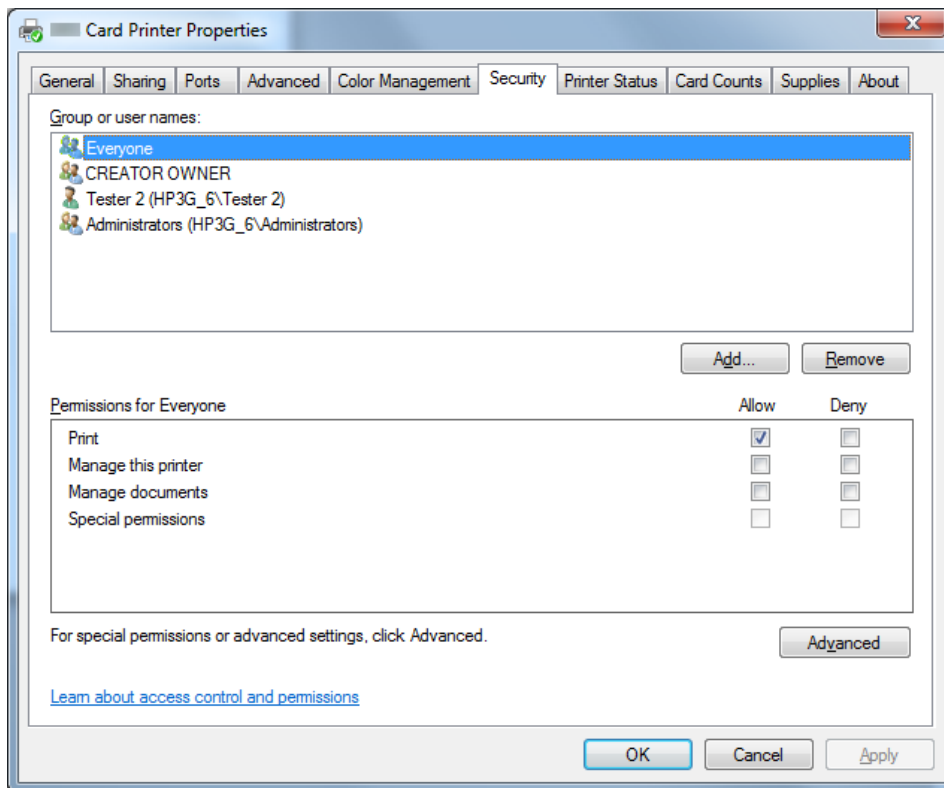 Card Printer Properties
General Sharing Ports Advanced Color Management Security Printer Status Card Counts Supplies About
Group or user names:
Everyone
CREATOR OWNER
Tester 2 (HP3G_6\Tester 2)
Administrators (HP3G_6\Administrators)
Add... Remove
Permissions for Everyone Allow Deny
Print
Manage this printer
Manage documents
Special permissions
For special permissions or advanced settings, click Advanced.
Advanced
Learn about access control and permissions
OK Cancel Apply